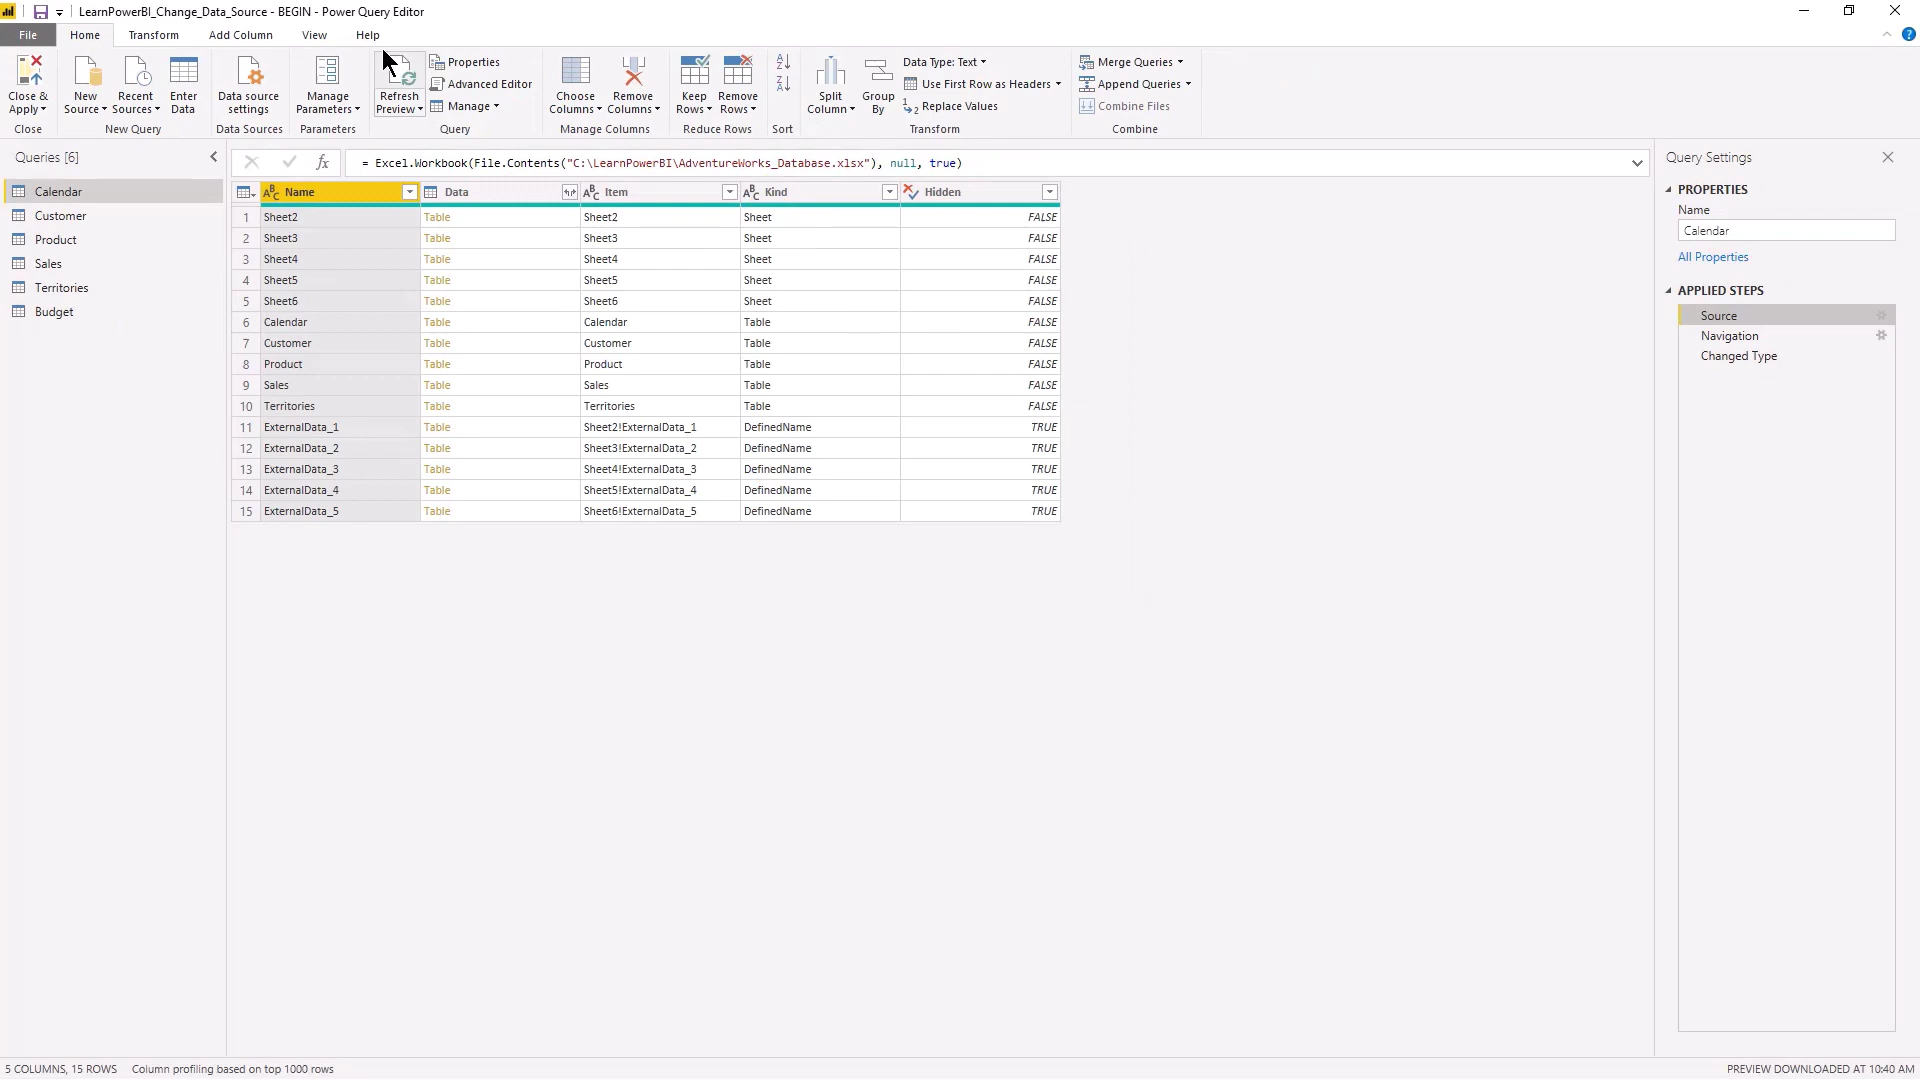 LearnPowerBI_Change_Data_Source - BEGIN - Power Query Editor
File Home Transform Add Column View Help
Close & Apply
New Source
Recent Sources
Enter Data
Data source settings
Manage Parameters
Refresh Preview
Properties
Advanced Editor
Manage
Choose Columns
Remove Columns
Keep Rows
Remove Rows
Split Column
Group By
Data Type: Text
Use First Row as Headers
Replace Values
Merge Queries
Append Queries
Combine Files
Close New Query Data Sources Parameters Query Manage Columns Reduce Rows Sort Transform Combine
Queries [6]
Calendar
Customer
Product
Sales
Territories
Budget
fx = Excel.Workbook(File.Contents("C:\LearnPowerBI\AdventureWorks_Database.xlsx"), null, true)
Name Data Item Kind Hidden
1 Sheet2 Table Sheet2 Sheet FALSE
2 Sheet3 Table Sheet3 Sheet FALSE
3 Sheet4 Table Sheet4 Sheet FALSE
4 Sheet5 Table Sheet5 Sheet FALSE
5 Sheet6 Table Sheet6 Sheet FALSE
6 Calendar Table Calendar Table FALSE
7 Customer Table Customer Table FALSE
8 Product Table Product Table FALSE
9 Sales Table Sales Table FALSE
10 Territories Table Territories Table FALSE
11 ExternalData_1 Table Sheet2!ExternalData_1 DefinedName TRUE
12 ExternalData_2 Table Sheet3!ExternalData_2 DefinedName TRUE
13 ExternalData_3 Table Sheet4!ExternalData_3 DefinedName TRUE
14 ExternalData_4 Table Sheet5!ExternalData_4 DefinedName TRUE
15 ExternalData_5 Table Sheet6!ExternalData_5 DefinedName TRUE
Query Settings
PROPERTIES
Name
Calendar
All Properties
APPLIED STEPS
Source
Navigation
Changed Type
5 COLUMNS, 15 ROWS Column profiling based on top 1000 rows
PREVIEW DOWNLOADED AT 10:40 AM